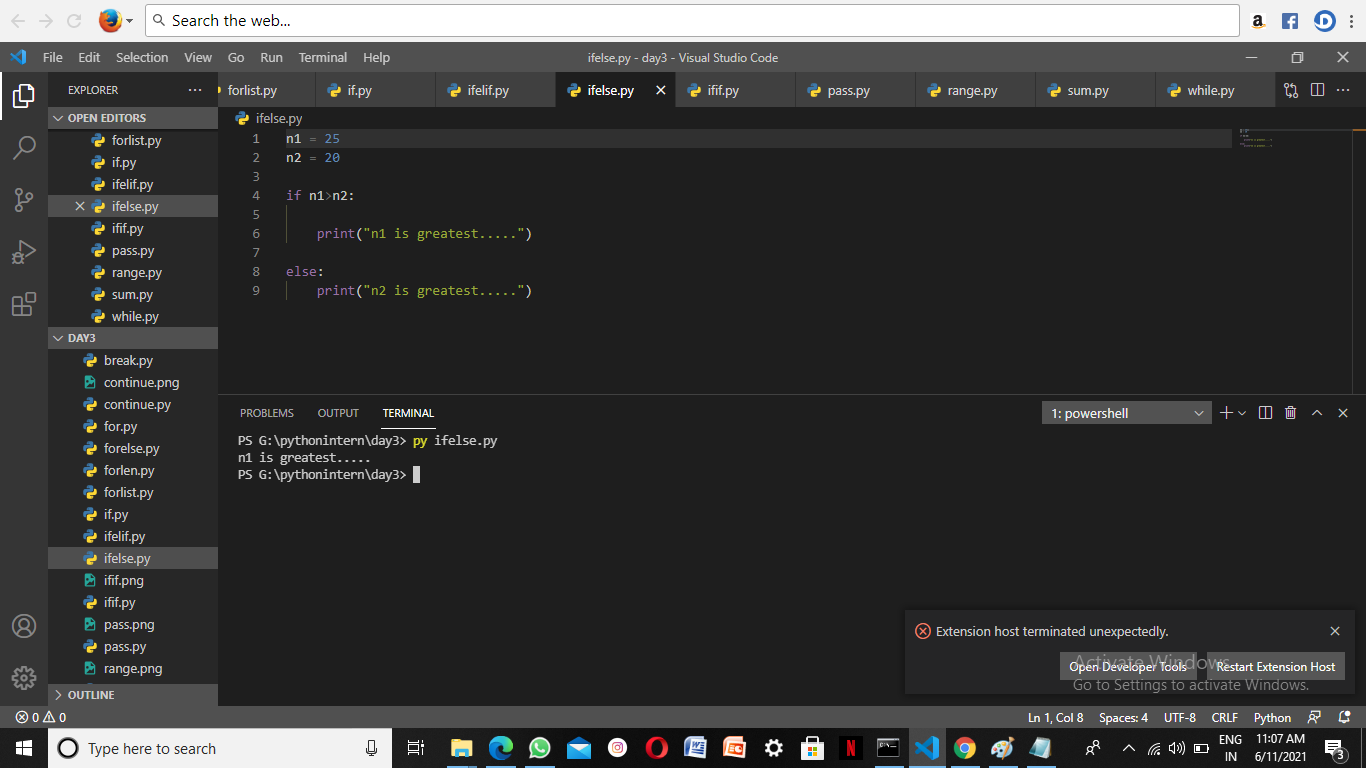 Search the web...
File Edit Selection View Go Run Terminal Help
ifelse.py - day3 - Visual Studio Code
EXPLORER
OPEN EDITORS
forlist.py
if.py
ifelif.py
ifelse.py
ifif.py
pass.py
range.py
sum.py
while.py
DAY3
break.py
continue.png
continue.py
for.py
forelse.py
forlen.py
forlist.py
if.py
ifelif.py
ifelse.py
ifif.png
ifif.py
pass.png
pass.py
range.png
OUTLINE
forlist.py if.py ifelif.py ifelse.py ifif.py pass.py range.py sum.py while.py
ifelse.py
1 n1 = 25
2 n2 = 20
3
4 if n1>n2:
5
6 print("n1 is greatest.....")
7
8 else:
9 print("n2 is greatest.....")
PROBLEMS OUTPUT TERMINAL
1: powershell
PS G:\pythonintern\day3> py ifelse.py
n1 is greatest.....
PS G:\pythonintern\day3>
Extension host terminated unexpectedly.
Open Developer Tools Restart Extension Host
Activate Windows
Go to Settings to activate Windows.
0 0
Ln 1, Col 8 Spaces: 4 UTF-8 CRLF Python
Type here to search
ENG
IN
11:07 AM
6/11/2021
3